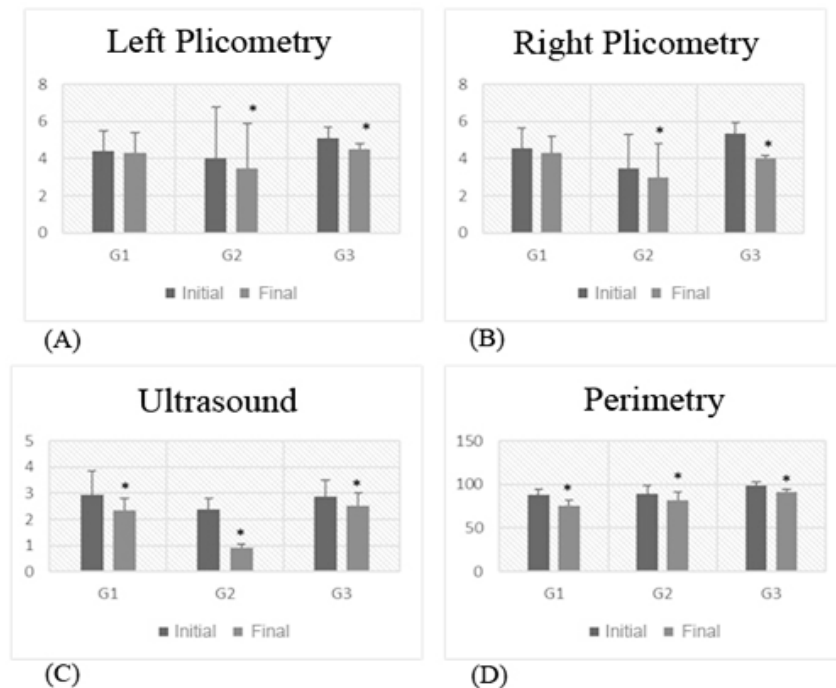 Left Plicometry
8
6
4
2
0
* *
G1 G2 G3
Initial Final
(A)
Right Plicometry
8
6
4
2
0
* *
G1 G2 G3
Initial Final
(B)
Ultrasound
5
4
3
2
1
0
* * *
G1 G2 G3
Initial Final
(C)
Perimetry
150
100
50
0
* * *
G1 G2 G3
Initial Final
(D)